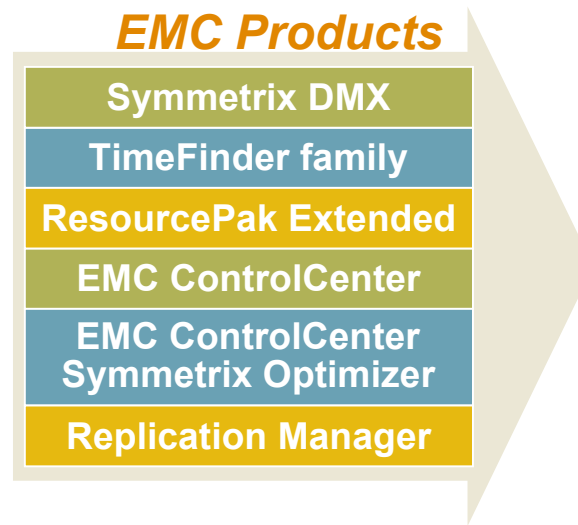 EMC Products
Symmetrix DMX
TimeFinder family
ResourcePak Extended
EMC ControlCenter
EMC ControlCenter
Symmetrix Optimizer
Replication Manager